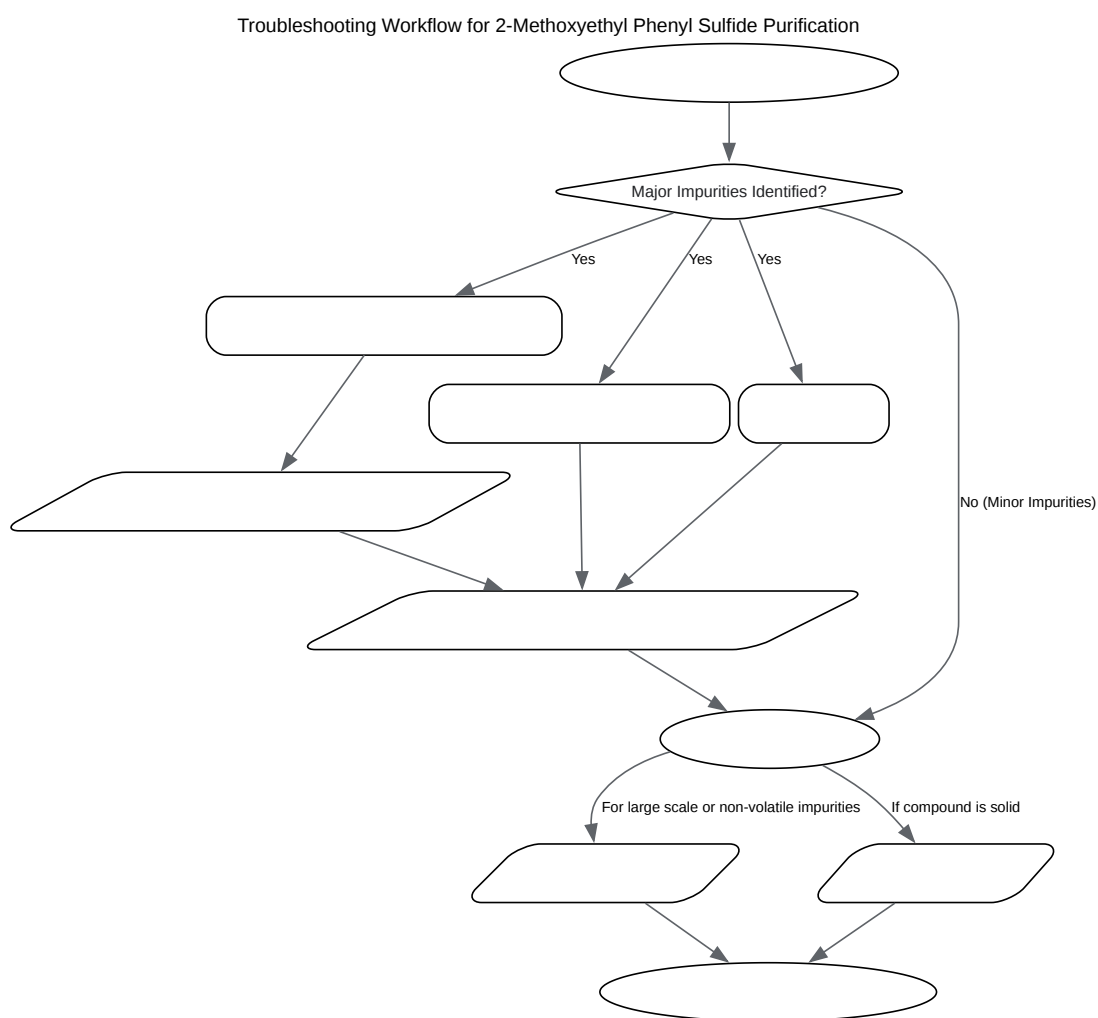 Troubleshooting Workflow for 2-Methoxyethyl Phenyl Sulfide Purification
Major Impurities Identified?
Yes
Yes
Yes
No (Minor Impurities)
For large scale or non-volatile impurities
If compound is solid